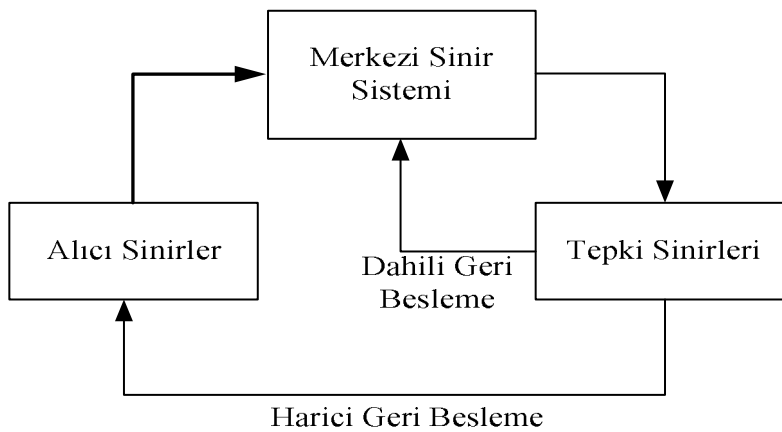 Merkezi Sinir
Sistemi
Alıcı Sinirler
Tepki Sinirleri
Dahili Geri
Besleme
Harici Geri Besleme